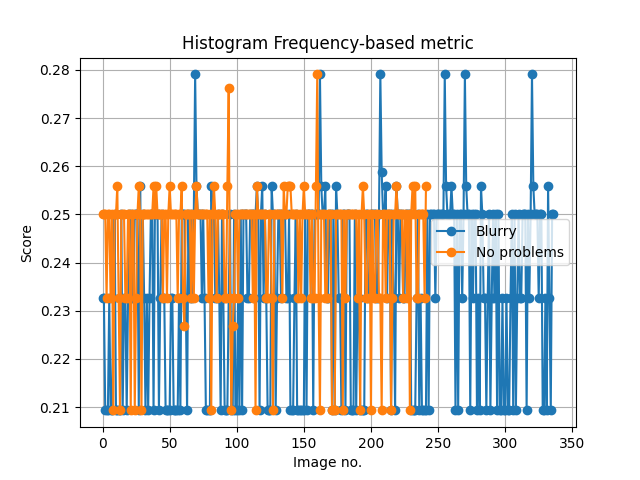 Histogram Frequency-based metric
0.28
0.27
0.26
0.25
0.24
0.23
0.22
0.21
Score
Blurry
No problems
0 50 100 150 200 250 300 350
Image no.